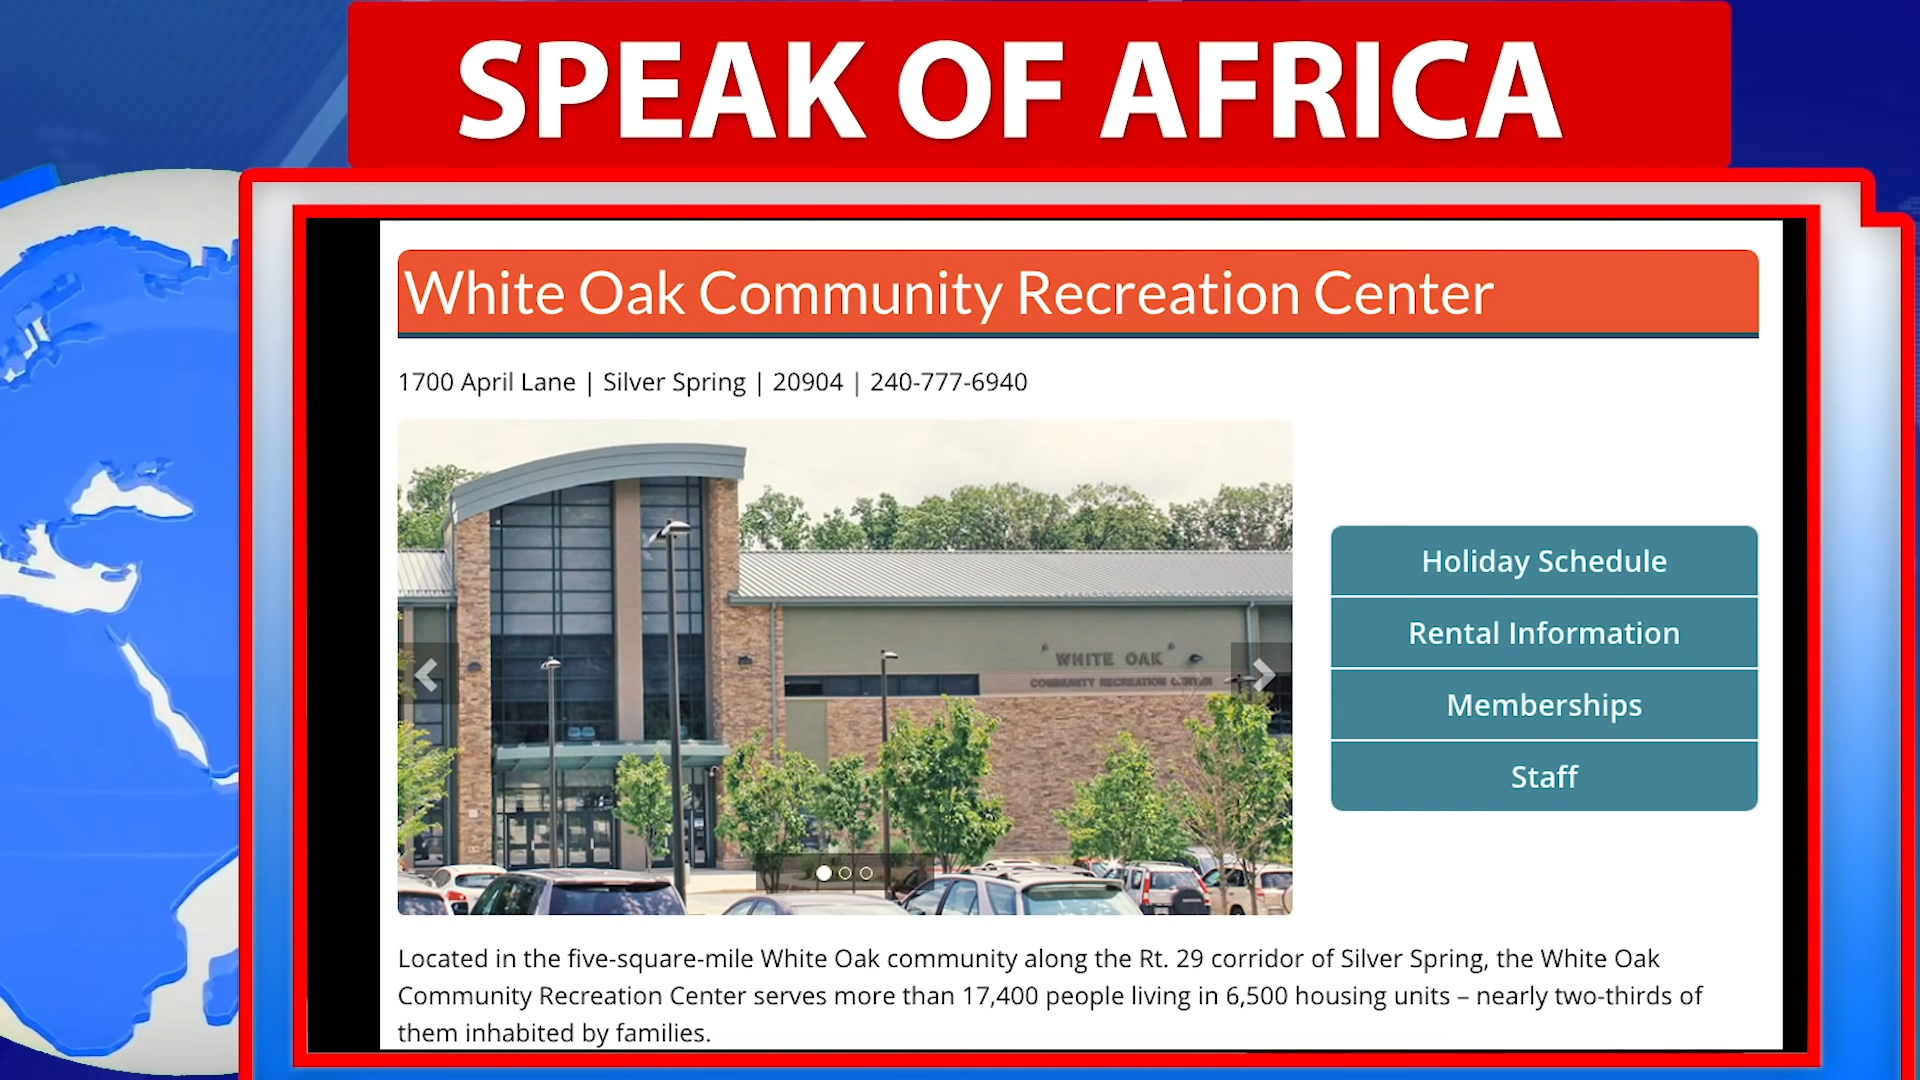 SPEAK OF AFRICA
White Oak Community Recreation Center
1700 April Lane | Silver Spring | 20904 | 240-777-6940
WHITE OAK
COMMUNITY RECREATION CENTER
Holiday Schedule
Rental Information
Memberships
Staff
Located in the five-square-mile White Oak community along the Rt. 29 corridor of Silver Spring, the White Oak
Community Recreation Center serves more than 17,400 people living in 6,500 housing units – nearly two-thirds of
them inhabited by families.